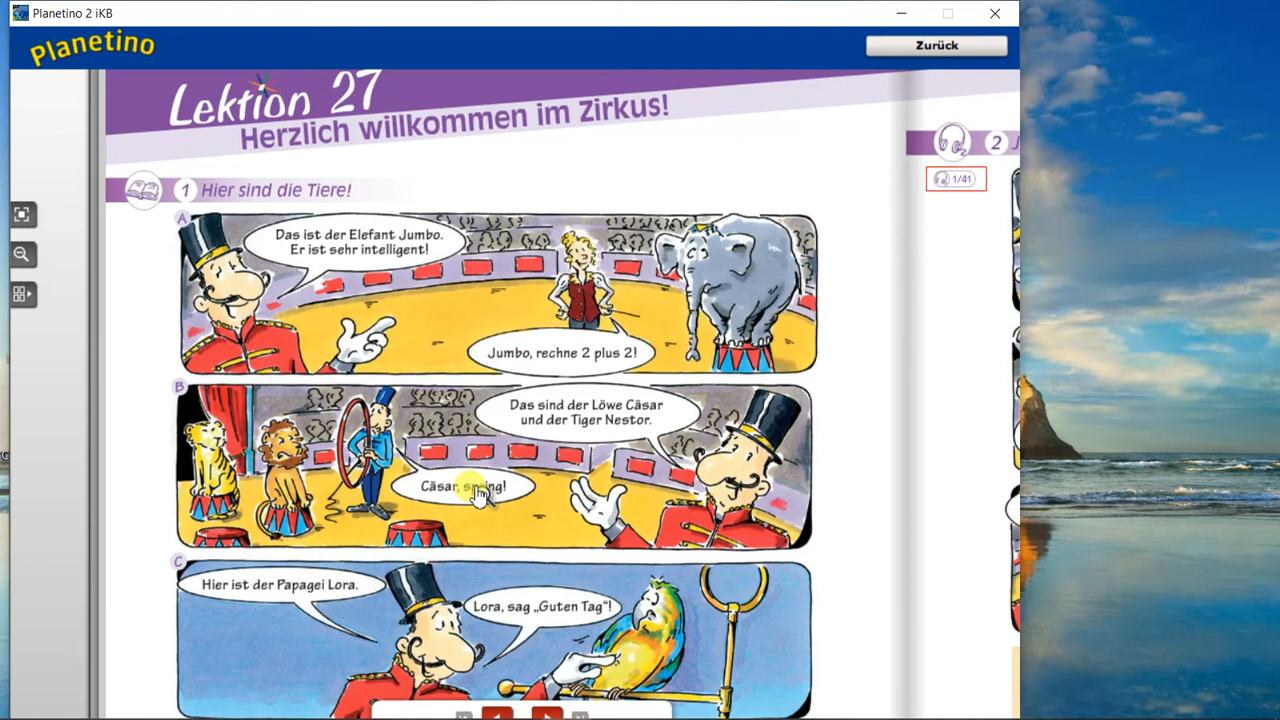 Planetino 2 iKB
Planetino
Zurück
Lektion 27
Herzlich willkommen im Zirkus!
1 Hier sind die Tiere!
2
1/41
A
Das ist der Elefant Jumbo.
Er ist sehr intelligent!
Jumbo, rechne 2 plus 2!
B
Das sind der Löwe Cäsar
und der Tiger Nestor.
Cäsar, spring!
C
Hier ist der Papagei Lora.
Lora, sag „Guten Tag"!